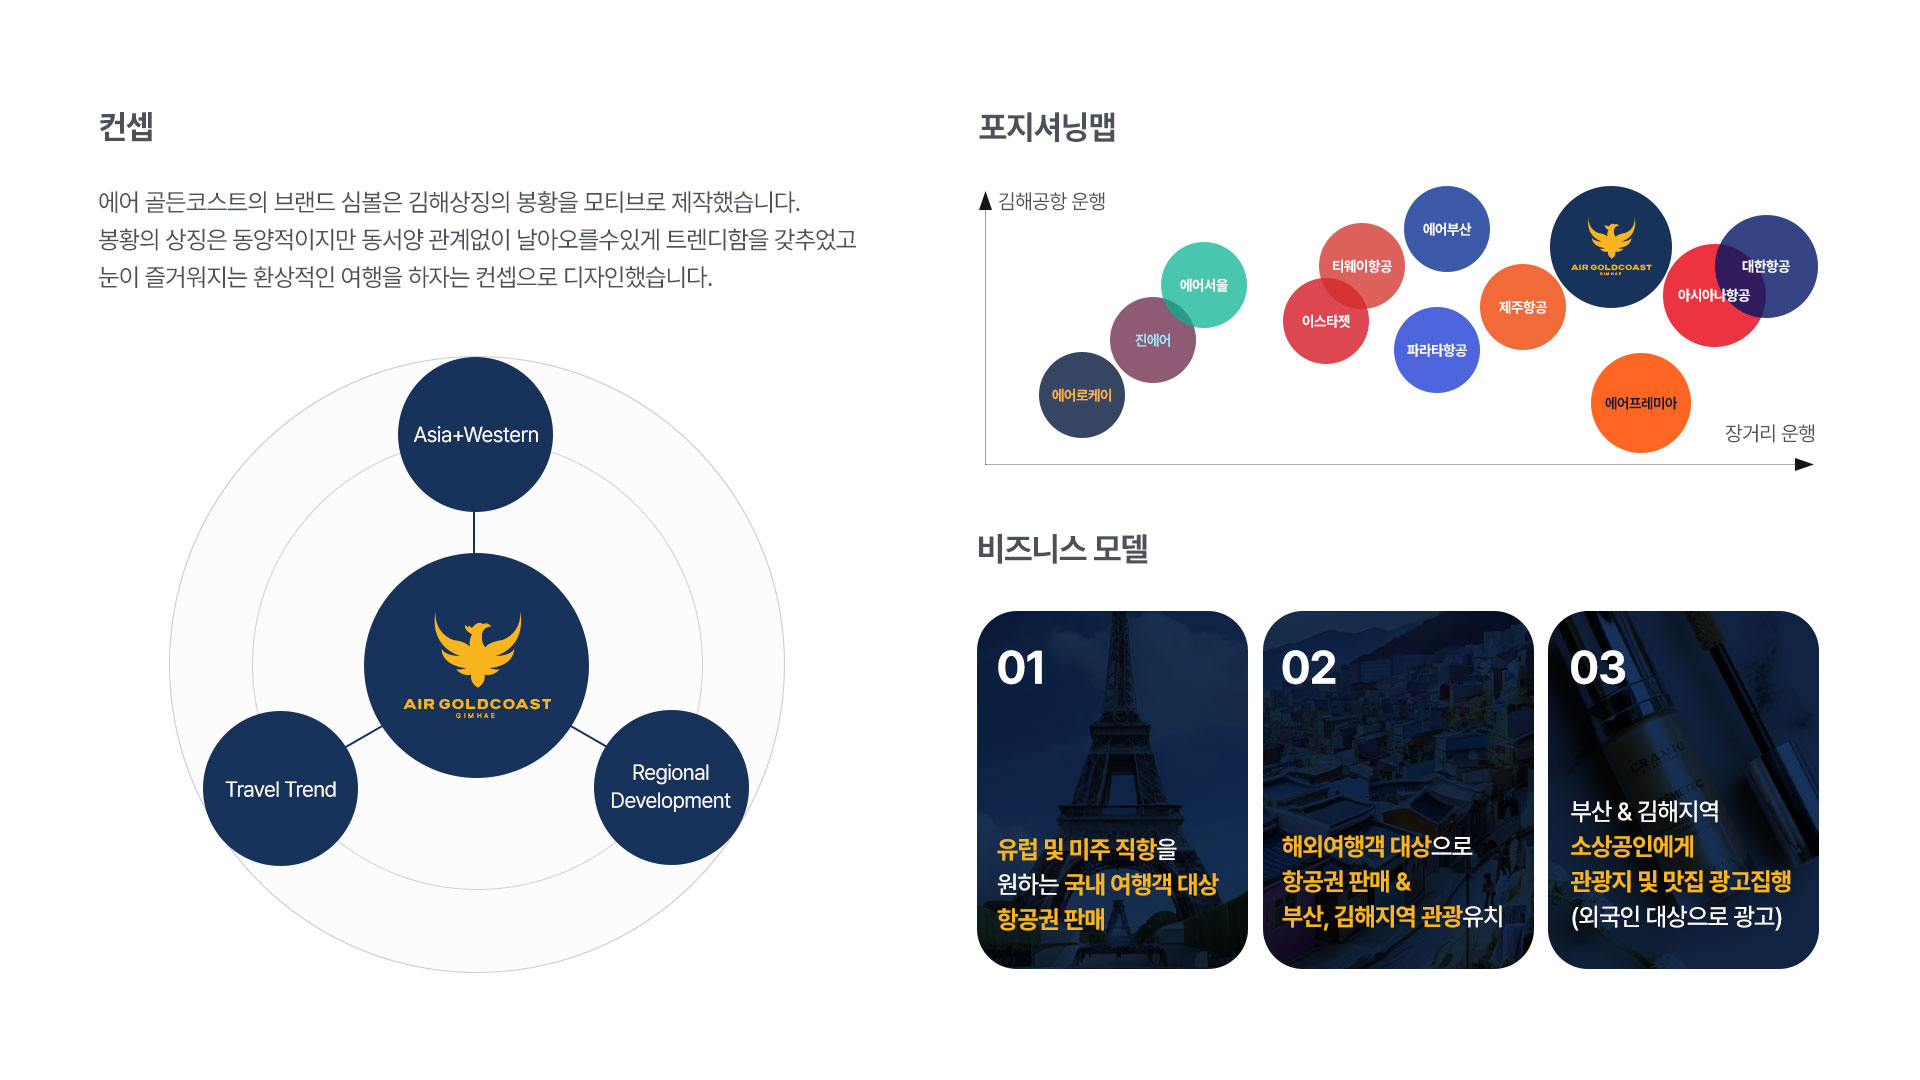 컨셉
에어 골든코스트의 브랜드 심볼은 김해상징의 봉황을 모티브로 제작했습니다.
봉황의 상징은 동양적이지만 동서양 관계없이 날아오를수있게 트렌디함을 갖추었고
눈이 즐거워지는 환상적인 여행을 하자는 컨셉으로 디자인했습니다.
Asia+Western
AIR GOLDCOAST
GIMHAE
Travel Trend
Regional
Development
포지셔닝맵
김해공항 운행
에어부산
티웨이항공
에어서울
이스타젯
제주항공
AIR GOLDCOAST
GIMHAE
대한항공
아시아나항공
진에어
파라타항공
에어로케이
에어프레미아
장거리 운행
비즈니스 모델
01
유럽 및 미주 직항을
원하는 국내 여행객 대상
항공권 판매
02
해외여행객 대상으로
항공권 판매 &
부산, 김해지역 관광유치
03
부산 & 김해지역
소상공인에게
관광지 및 맛집 광고집행
(외국인 대상으로 광고)